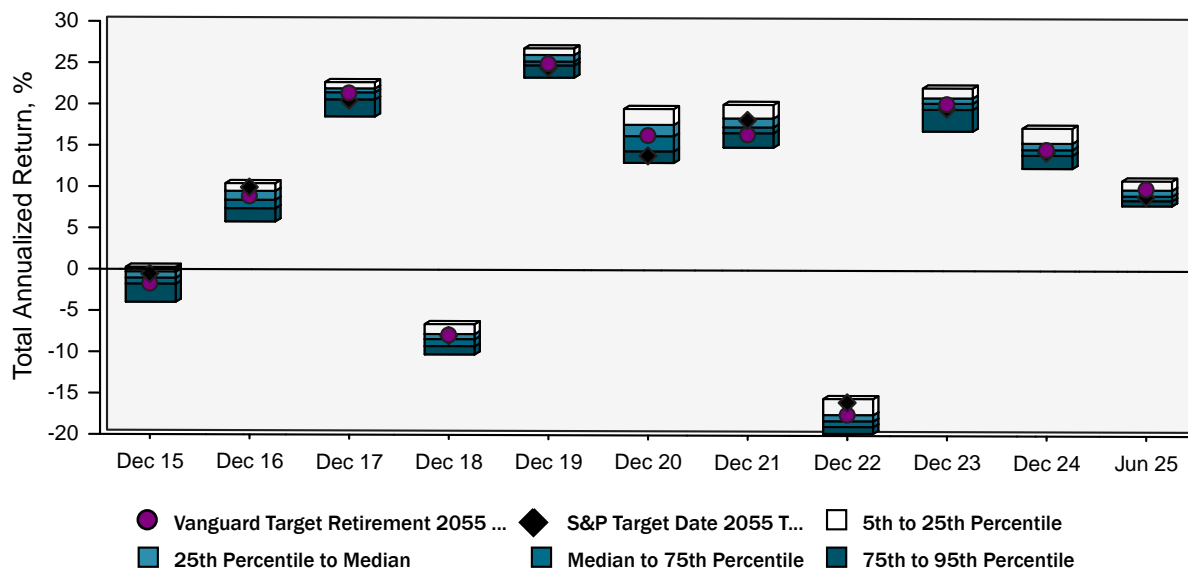 Total Annualized Return, %
30
25
20
15
10
5
0
-5
-10
-15
-20
Dec 15 Dec 16 Dec 17 Dec 18 Dec 19 Dec 20 Dec 21 Dec 22 Dec 23 Dec 24 Jun 25
Vanguard Target Retirement 2055 ... S&P Target Date 2055 T... 5th to 25th Percentile
25th Percentile to Median Median to 75th Percentile 75th to 95th Percentile